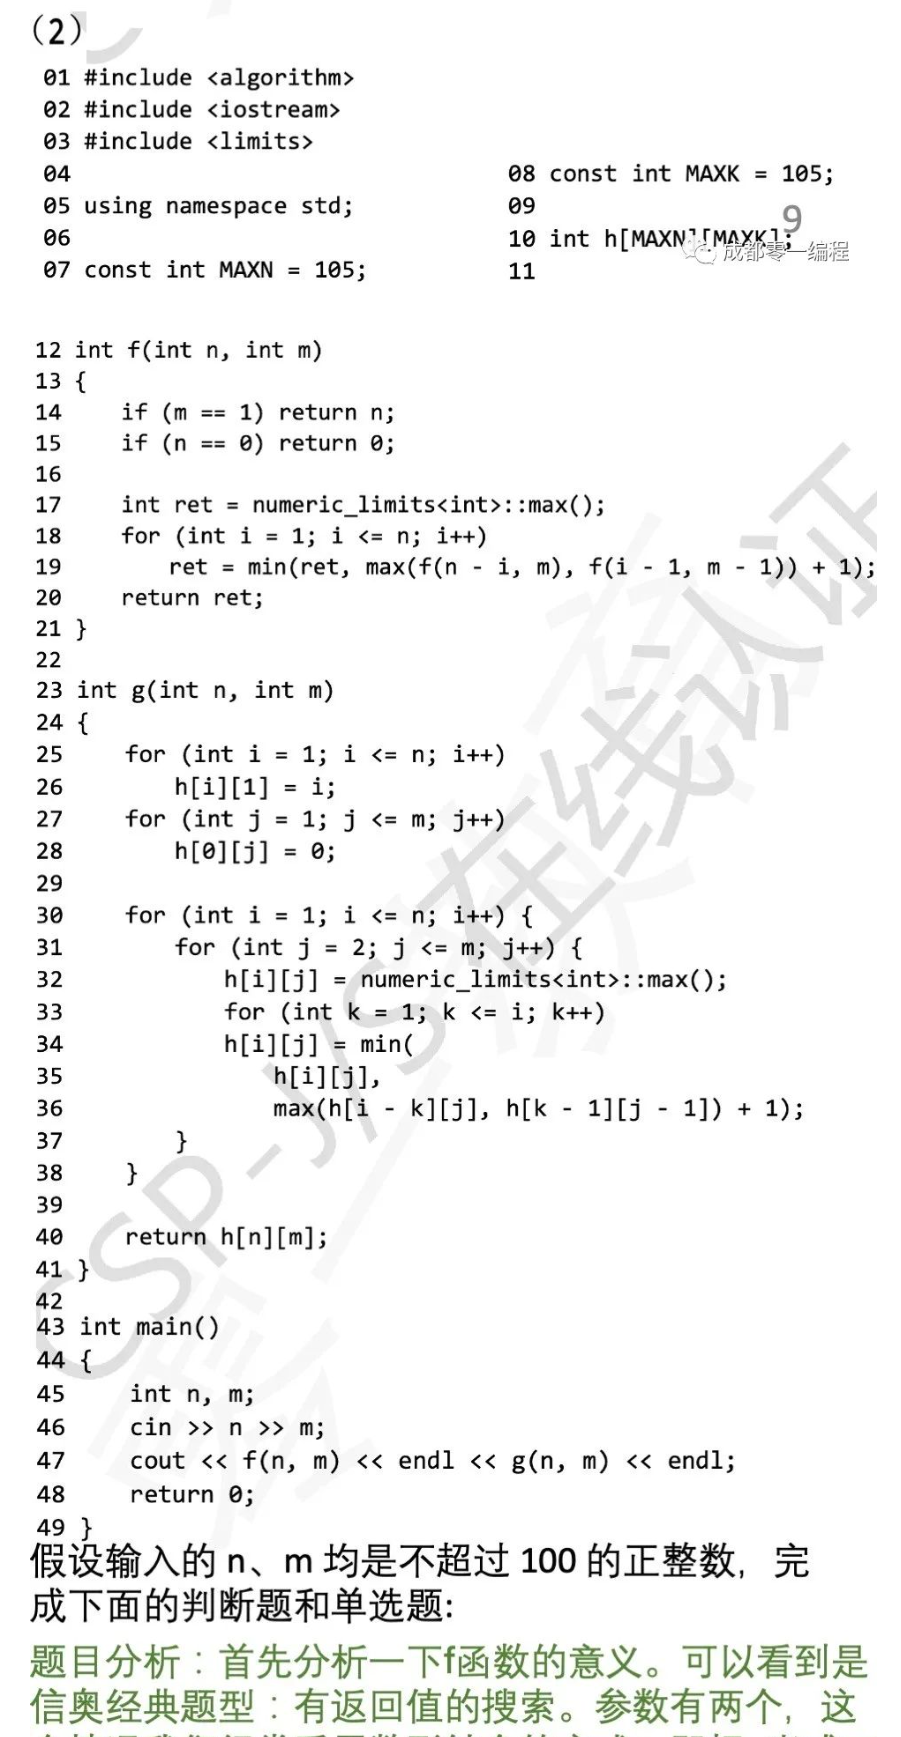 (2)
01 #include <algorithm>
02 #include <iostream>
03 #include <limits>
04
05 using namespace std;
06
07 const int MAXN = 105;
08 const int MAXK = 105;
09
10 int h[MAXN][MAXK];
11
9
成都零一编程
12 int f(int n, int m)
13 {
14 if (m == 1) return n;
15 if (n == 0) return 0;
16
17 int ret = numeric_limits<int>::max();
18 for (int i = 1; i <= n; i++)
19 ret = min(ret, max(f(n - i, m), f(i - 1, m - 1)) + 1);
20 return ret;
21 }
22
23 int g(int n, int m)
24 {
25 for (int i = 1; i <= n; i++)
26 h[i][1] = i;
27 for (int j = 1; j <= m; j++)
28 h[0][j] = 0;
29
30 for (int i = 1; i <= n; i++) {
31 for (int j = 2; j <= m; j++) {
32 h[i][j] = numeric_limits<int>::max();
33 for (int k = 1; k <= i; k++)
34 h[i][j] = min(
35 h[i][j],
36 max(h[i - k][j], h[k - 1][j - 1]) + 1);
37 }
38 }
39
40 return h[n][m];
41 }
42
43 int main()
44 {
45 int n, m;
46 cin >> n >> m;
47 cout << f(n, m) << endl << g(n, m) << endl;
48 return 0;
49 }
CSP-J/S在线认证
假设输入的 n、m 均是不超过 100 的正整数，完
成下面的判断题和单选题:
题目分析：首先分析一下f函数的意义。可以看到是
信奥经典题型：有返回值的搜索。参数有两个，这